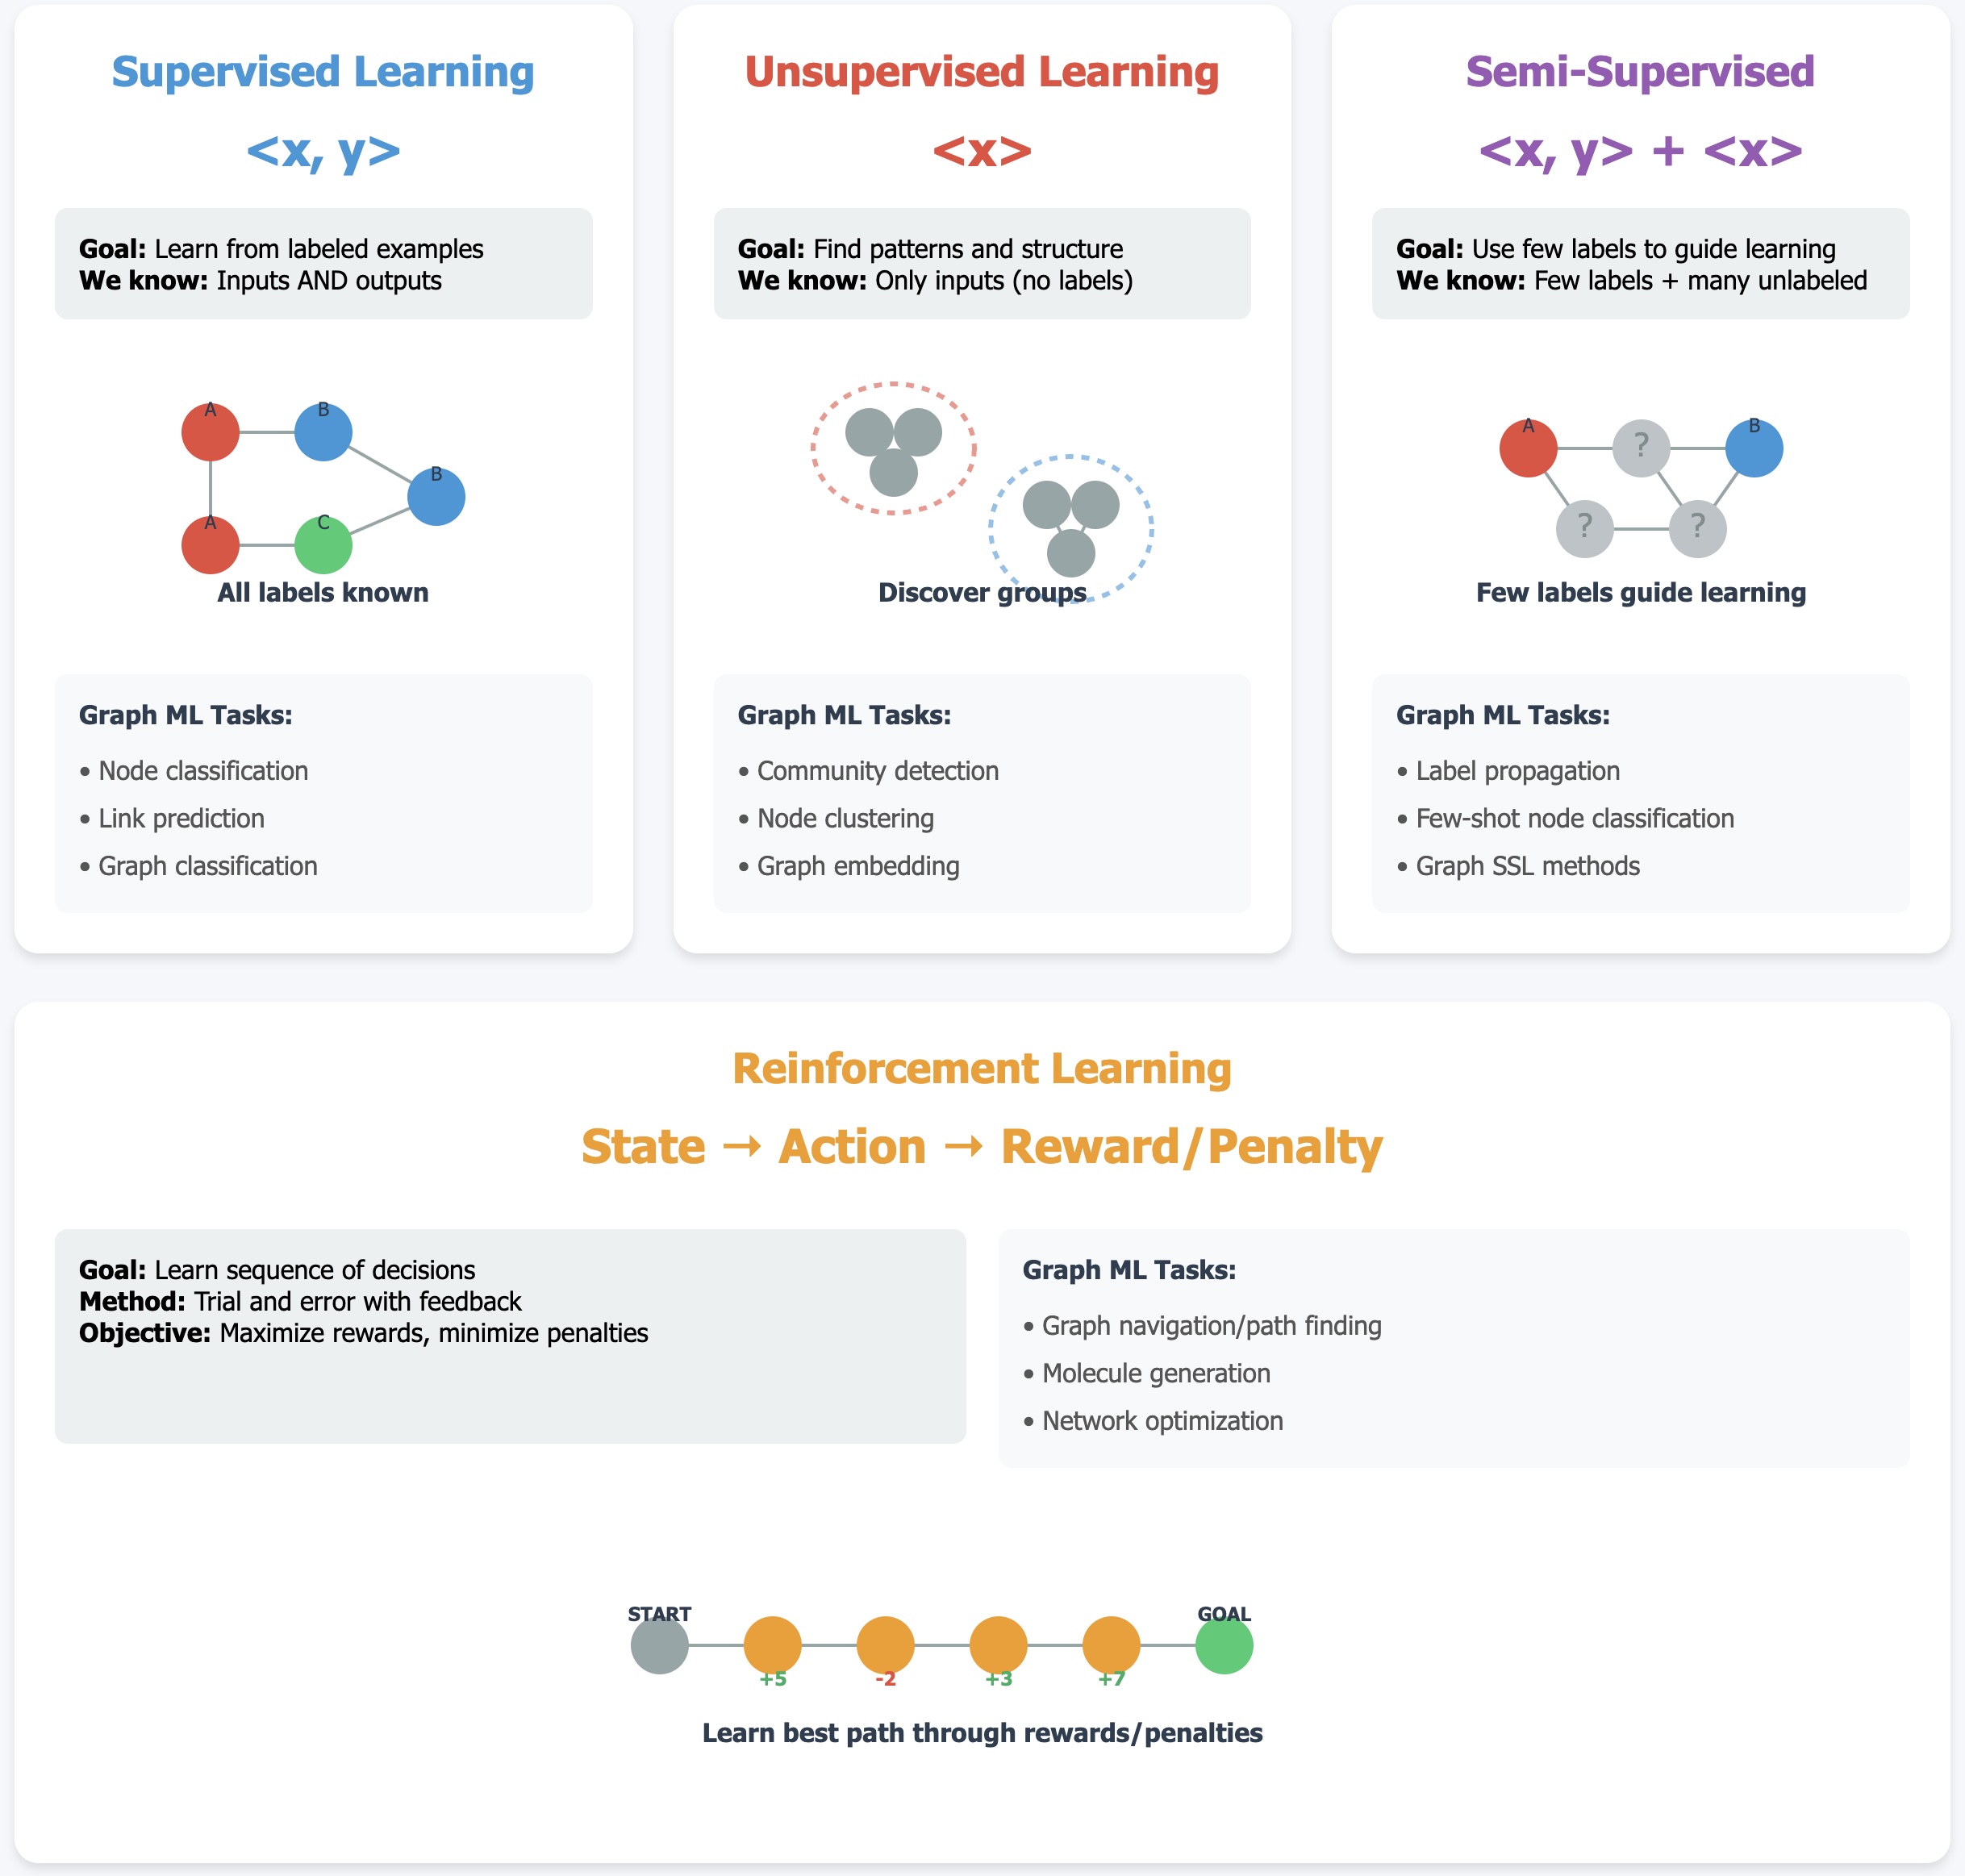 Supervised Learning
<x, y>
Goal: Learn from labeled examples
We know: Inputs AND outputs
A
B
B
A
C
All labels known
Graph ML Tasks:
• Node classification
• Link prediction
• Graph classification
Unsupervised Learning
<x>
Goal: Find patterns and structure
We know: Only inputs (no labels)
Discover groups
Graph ML Tasks:
• Community detection
• Node clustering
• Graph embedding
Semi-Supervised
<x, y> + <x>
Goal: Use few labels to guide learning
We know: Few labels + many unlabeled
A
?
B
?
?
Few labels guide learning
Graph ML Tasks:
• Label propagation
• Few-shot node classification
• Graph SSL methods
Reinforcement Learning
State → Action → Reward/Penalty
Goal: Learn sequence of decisions
Method: Trial and error with feedback
Objective: Maximize rewards, minimize penalties
Graph ML Tasks:
• Graph navigation/path finding
• Molecule generation
• Network optimization
START
GOAL
+5
-2
+3
+7
Learn best path through rewards/penalties